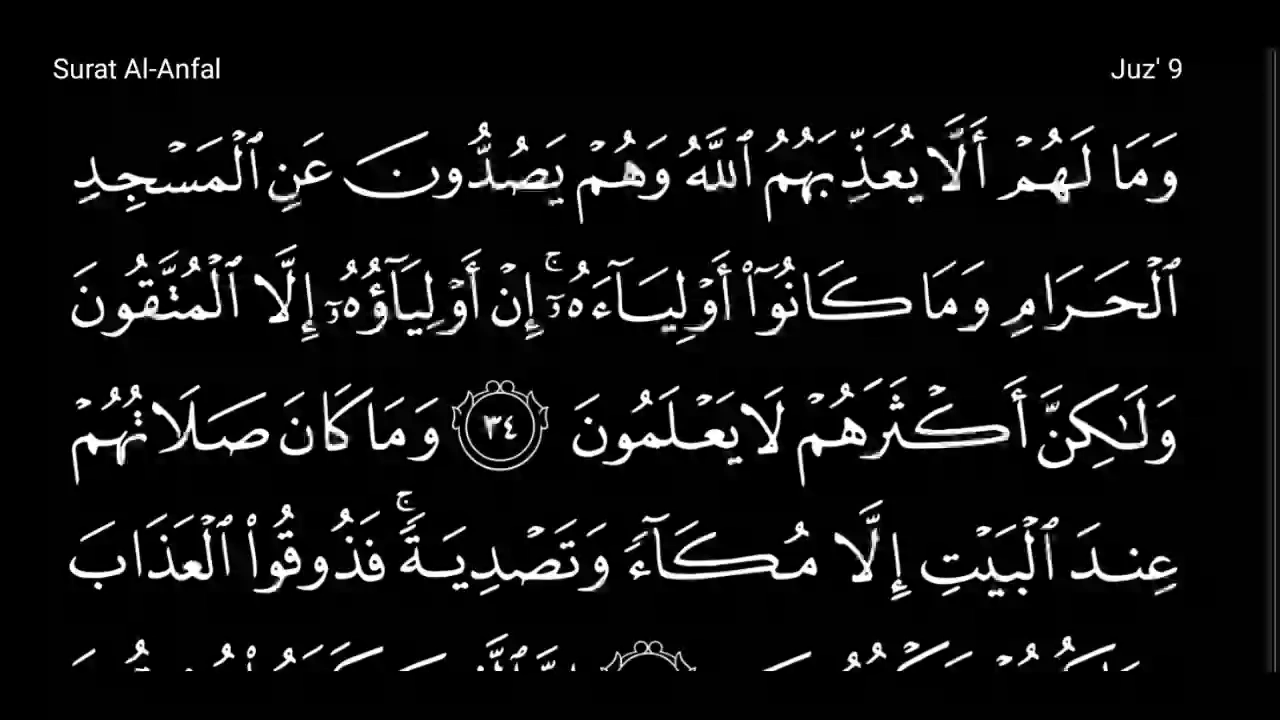 Surat Al-Anfal
Juz' 9
وَمَا لَهُمْ أَلَّا يُعَذِّبَهُمُ ٱللَّهُ وَهُمْ يَصُدُّونَ عَنِ ٱلْمَسْجِدِ
ٱلْحَرَامِ وَمَا كَانُوٓا۟ أَوْلِيَآءَهُۥٓ ۚ إِنْ أَوْلِيَآؤُهُۥٓ إِلَّا ٱلْمُتَّقُونَ
وَلَـٰكِنَّ أَكْثَرَهُمْ لَا يَعْلَمُونَ ٣٤ وَمَا كَانَ صَلَاتُهُمْ
عِندَ ٱلْبَيْتِ إِلَّا مُكَآءً وَتَصْدِيَةً ۚ فَذُوقُوا۟ ٱلْعَذَابَ